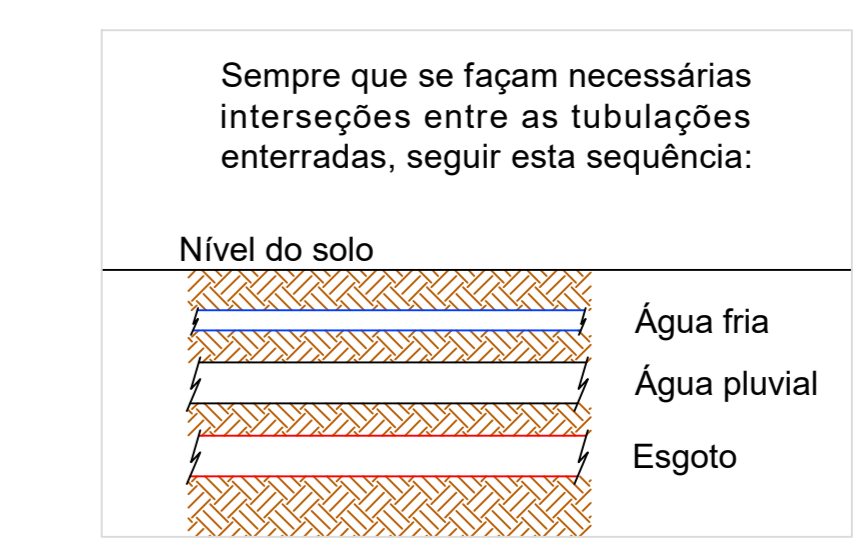 Sempre que se façam necessárias
interseções entre as tubulações
enterradas, seguir esta sequência:
Nível do solo
Água fria
Água pluvial
Esgoto